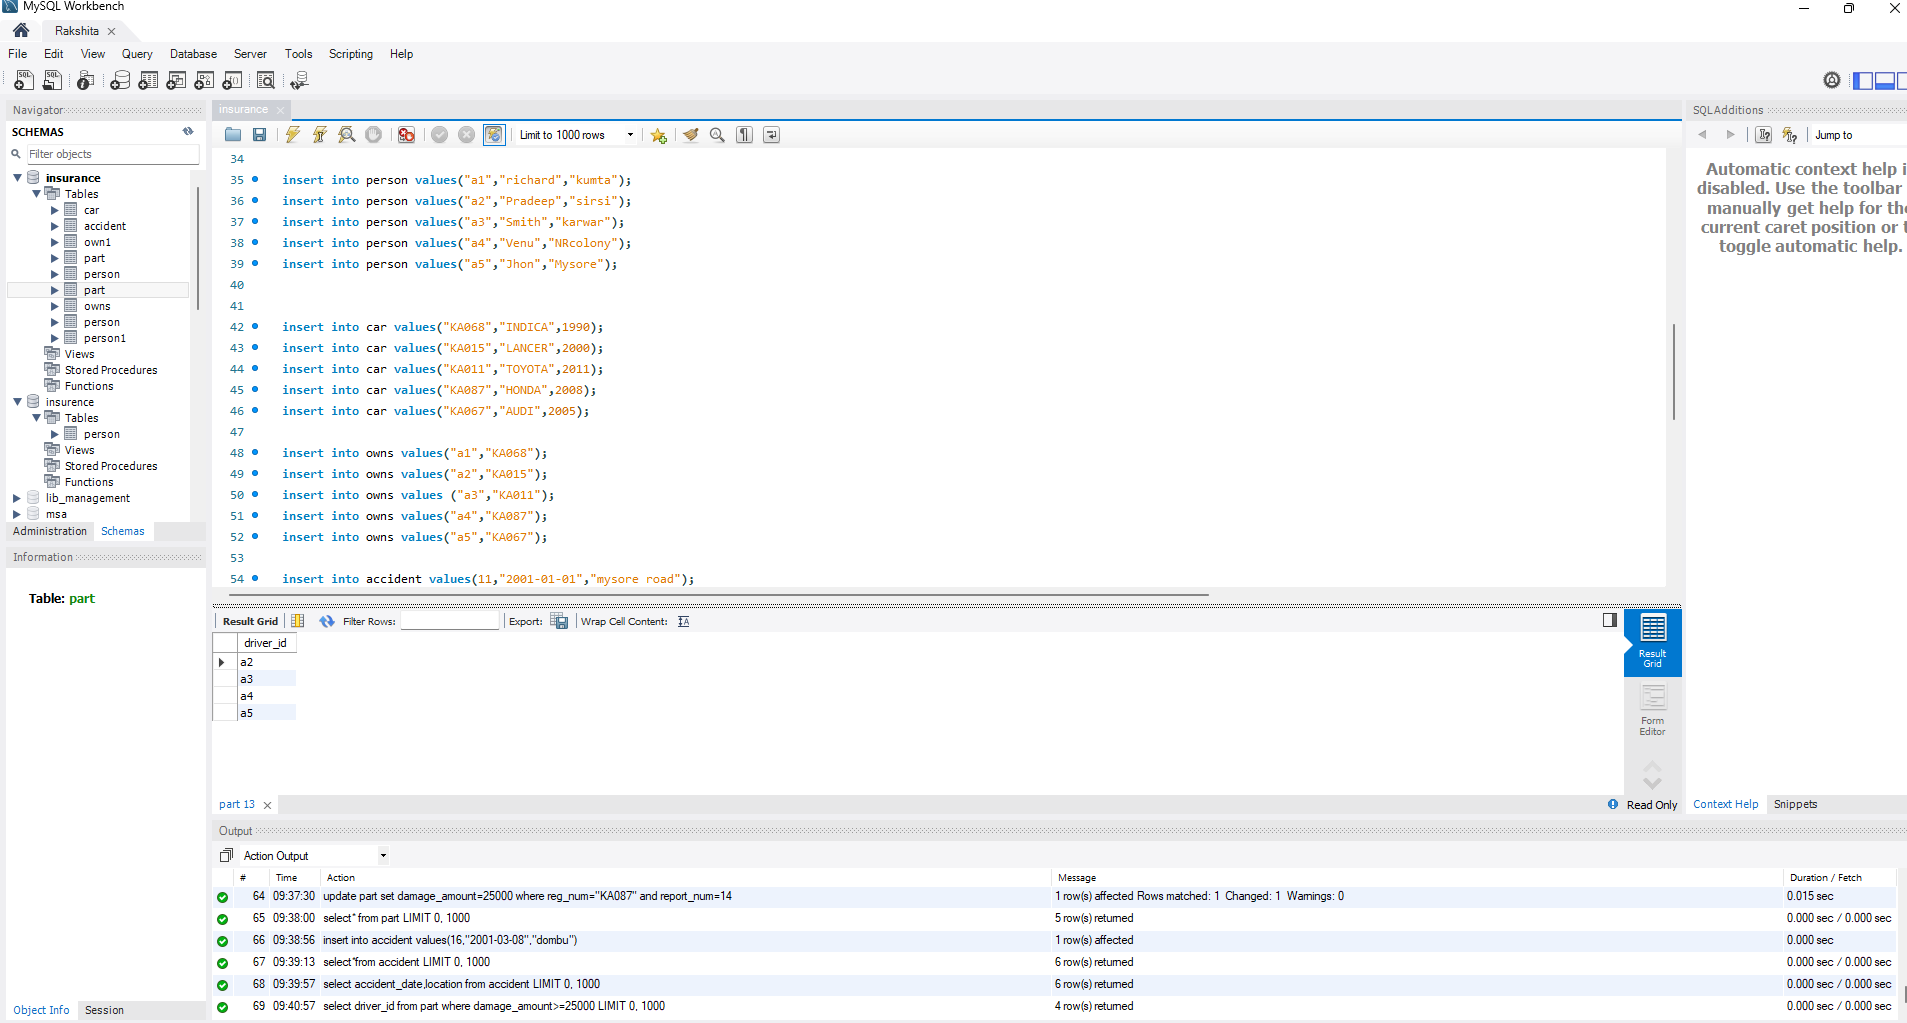 MySQL Workbench
Rakshita
File Edit View Query Database Server Tools Scripting Help
Navigator
SCHEMAS
Filter objects
insurance
Tables
car
accident
own1
part
person
part
owns
person
person1
Views
Stored Procedures
Functions
insurence
Tables
person
Views
Stored Procedures
Functions
lib_management
msa
Administration Schemas
Information
Table: part
Object Info Session
insurance
Limit to 1000 rows
34
35 insert into person values("a1","richard","kumta");
36 insert into person values("a2","Pradeep","sirsi");
37 insert into person values("a3","Smith","karwar");
38 insert into person values("a4","Venu","NRcolony");
39 insert into person values("a5","Jhon","Mysore");
40
41
42 insert into car values("KA068","INDICA",1990);
43 insert into car values("KA015","LANCER",2000);
44 insert into car values("KA011","TOYOTA",2011);
45 insert into car values("KA087","HONDA",2008);
46 insert into car values("KA067","AUDI",2005);
47
48 insert into owns values("a1","KA068");
49 insert into owns values("a2","KA015");
50 insert into owns values ("a3","KA011");
51 insert into owns values("a4","KA087");
52 insert into owns values("a5","KA067");
53
54 insert into accident values(11,"2001-01-01","mysore road");
Result Grid Filter Rows: Export: Wrap Cell Content:
driver_id
a2
a3
a4
a5
Result
Grid
Form
Editor
part 13
Read Only
SQLAdditions
Jump to
Automatic context help i
disabled. Use the toolbar
manually get help for the
current caret position or t
toggle automatic help.
Context Help Snippets
Output
Action Output
# Time Action Message Duration / Fetch
64 09:37:30 update part set damage_amount=25000 where reg_num="KA087" and report_num=14 1 row(s) affected Rows matched: 1 Changed: 1 Warnings: 0 0.015 sec
65 09:38:00 select* from part LIMIT 0, 1000 5 row(s) returned 0.000 sec / 0.000 sec
66 09:38:56 insert into accident values(16,"2001-03-08","dombu") 1 row(s) affected 0.000 sec
67 09:39:13 select*from accident LIMIT 0, 1000 6 row(s) returned 0.000 sec / 0.000 sec
68 09:39:57 select accident_date,location from accident LIMIT 0, 1000 6 row(s) returned 0.000 sec / 0.000 sec
69 09:40:57 select driver_id from part where damage_amount>=25000 LIMIT 0, 1000 4 row(s) returned 0.000 sec / 0.000 sec